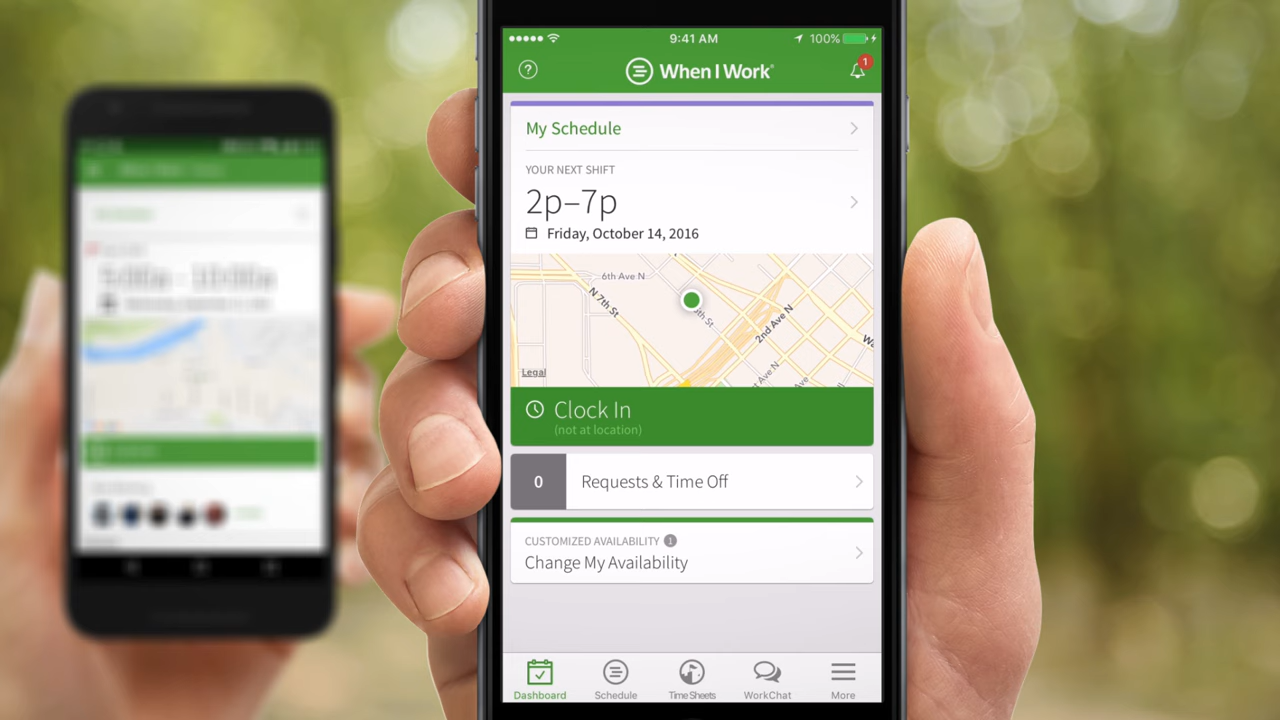 9:41 AM
100%
?
When I Work®
1
My Schedule
YOUR NEXT SHIFT
2p–7p
Friday, October 14, 2016
6th Ave N
N 7th St
2nd Ave N
Legal
Clock In
(not at location)
0
Requests & Time Off
CUSTOMIZED AVAILABILITY 1
Change My Availability
Dashboard
Schedule
Time Sheets
WorkChat
More